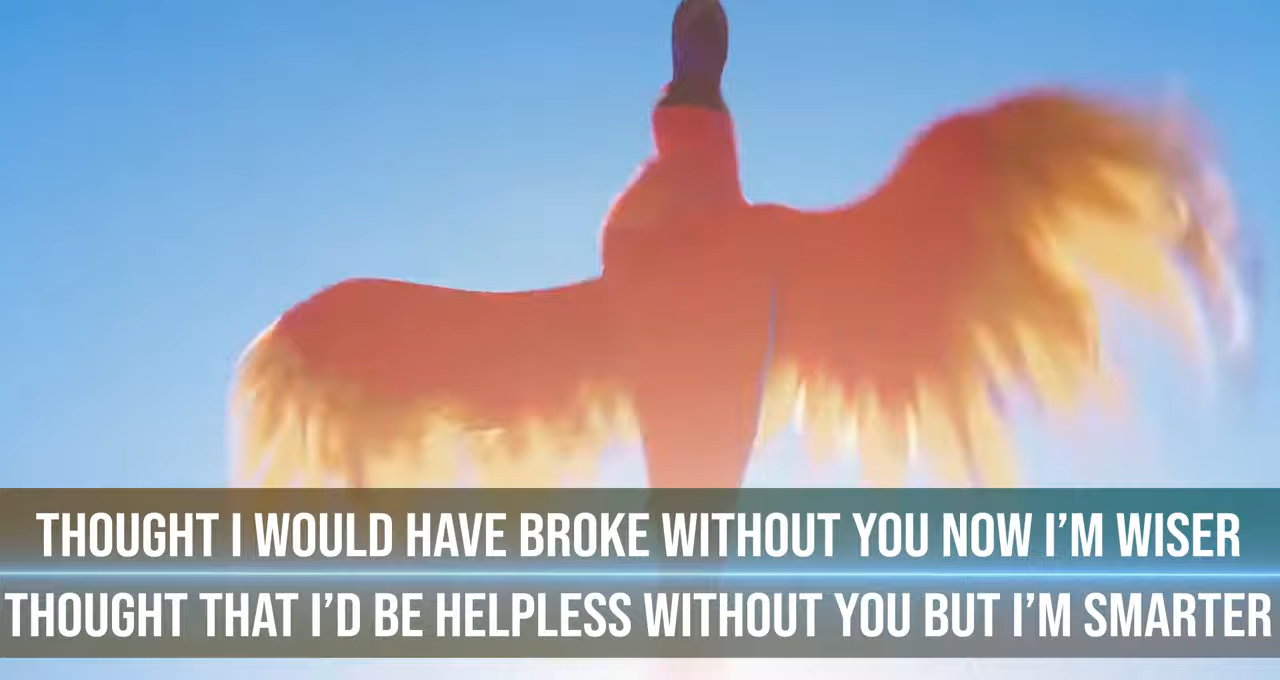 THOUGHT I WOULD HAVE BROKE WITHOUT YOU NOW I’M WISER
THOUGHT THAT I’D BE HELPLESS WITHOUT YOU BUT I’M SMARTER